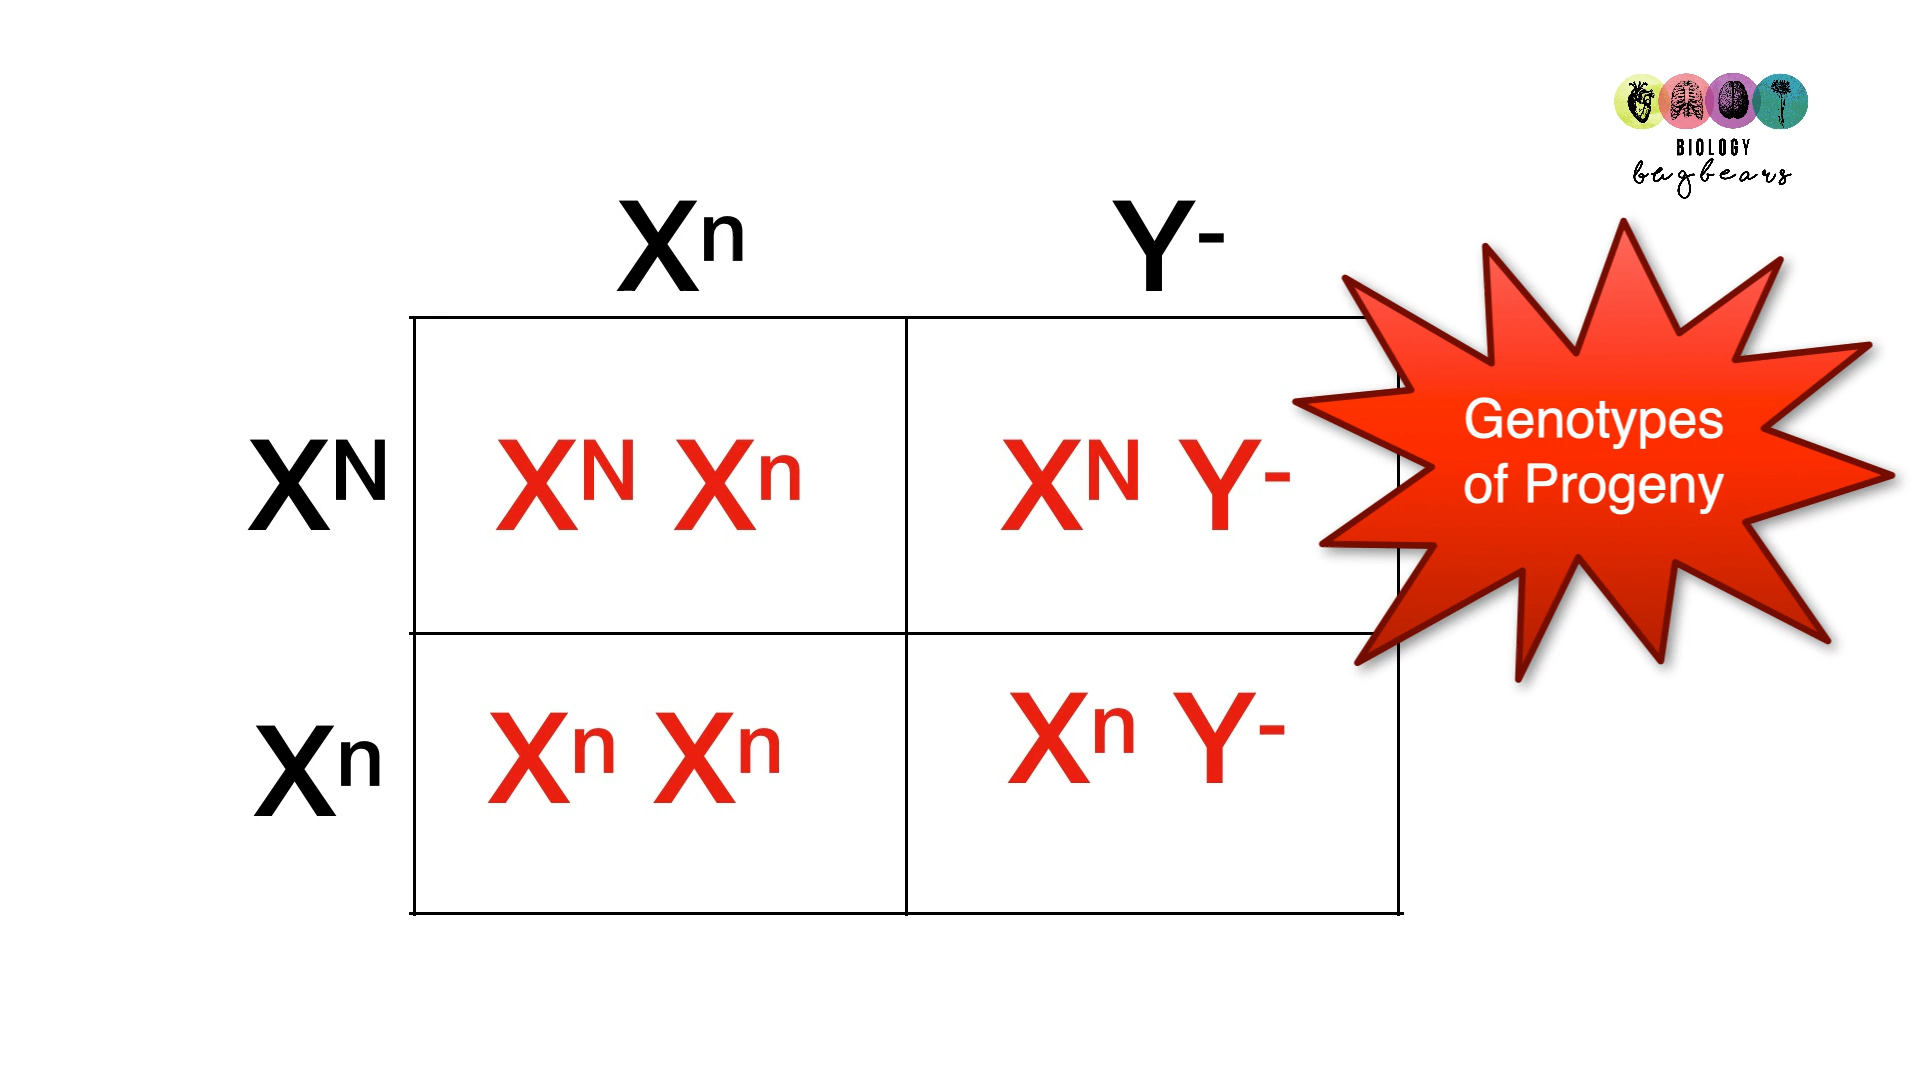 BIOLOGY
bugbears
Xⁿ Y⁻
Xᴺ Xᴺ Xⁿ Xᴺ Y⁻
Genotypes
of Progeny
Xⁿ Xⁿ Xⁿ Xⁿ Y⁻